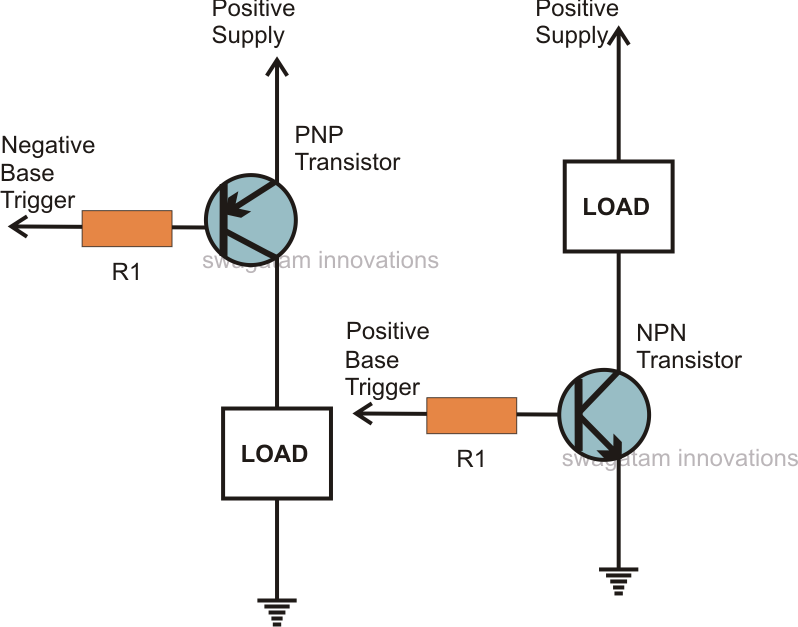 Positive
Supply
PNP
Transistor
Negative
Base
Trigger
R1
swagatam innovations
LOAD
Positive
Supply
LOAD
NPN
Transistor
Positive
Base
Trigger
R1
swagatam innovations